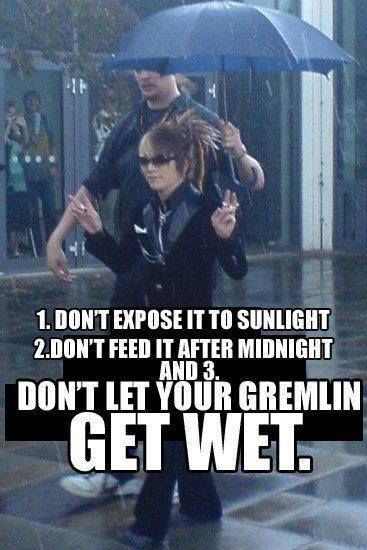 1. DON'T EXPOSE IT TO SUNLIGHT
2.DON'T FEED IT AFTER MIDNIGHT
AND 3.
DON'T LET YOUR GREMLIN
GET WET.